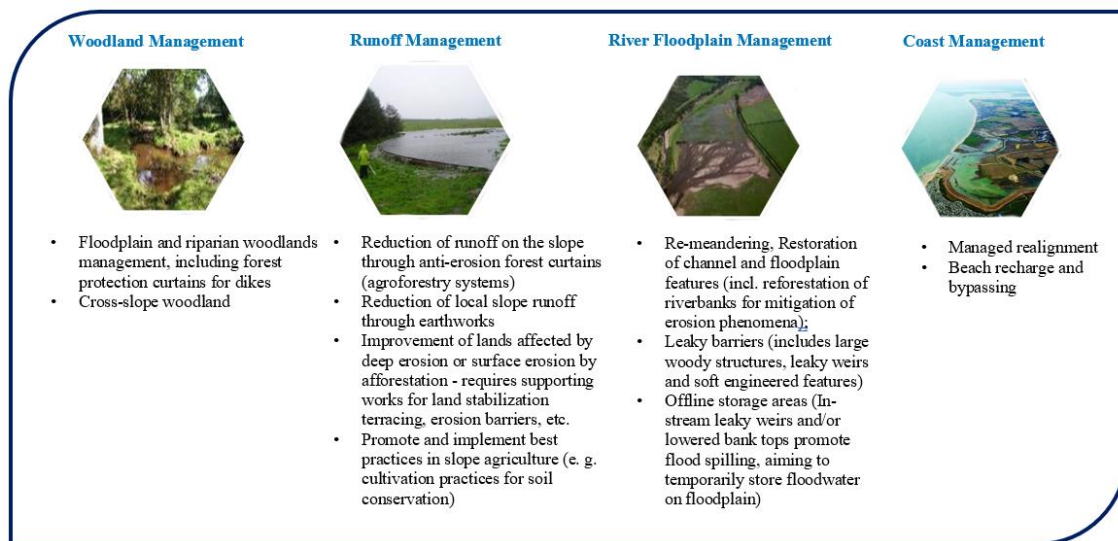 Woodland Management
Runoff Management
River Floodplain Management
Coast Management
• Floodplain and riparian woodlands
management, including forest
protection curtains for dikes
• Cross-slope woodland
• Reduction of runoff on the slope
through anti-erosion forest curtains
(agroforestry systems)
• Reduction of local slope runoff
through earthworks
• Improvement of lands affected by
deep erosion or surface erosion by
afforestation - requires supporting
works for land stabilization
terracing, erosion barriers, etc.
• Promote and implement best
practices in slope agriculture (e. g.
cultivation practices for soil
conservation)
• Re-meandering, Restoration
of channel and floodplain
features (incl. reforestation of
riverbanks for mitigation of
erosion phenomena);
• Leaky barriers (includes large
woody structures, leaky weirs
and soft engineered features)
• Offline storage areas (In-
stream leaky weirs and/or
lowered bank tops promote
flood spilling, aiming to
temporarily store floodwater
on floodplain)
• Managed realignment
• Beach recharge and
bypassing